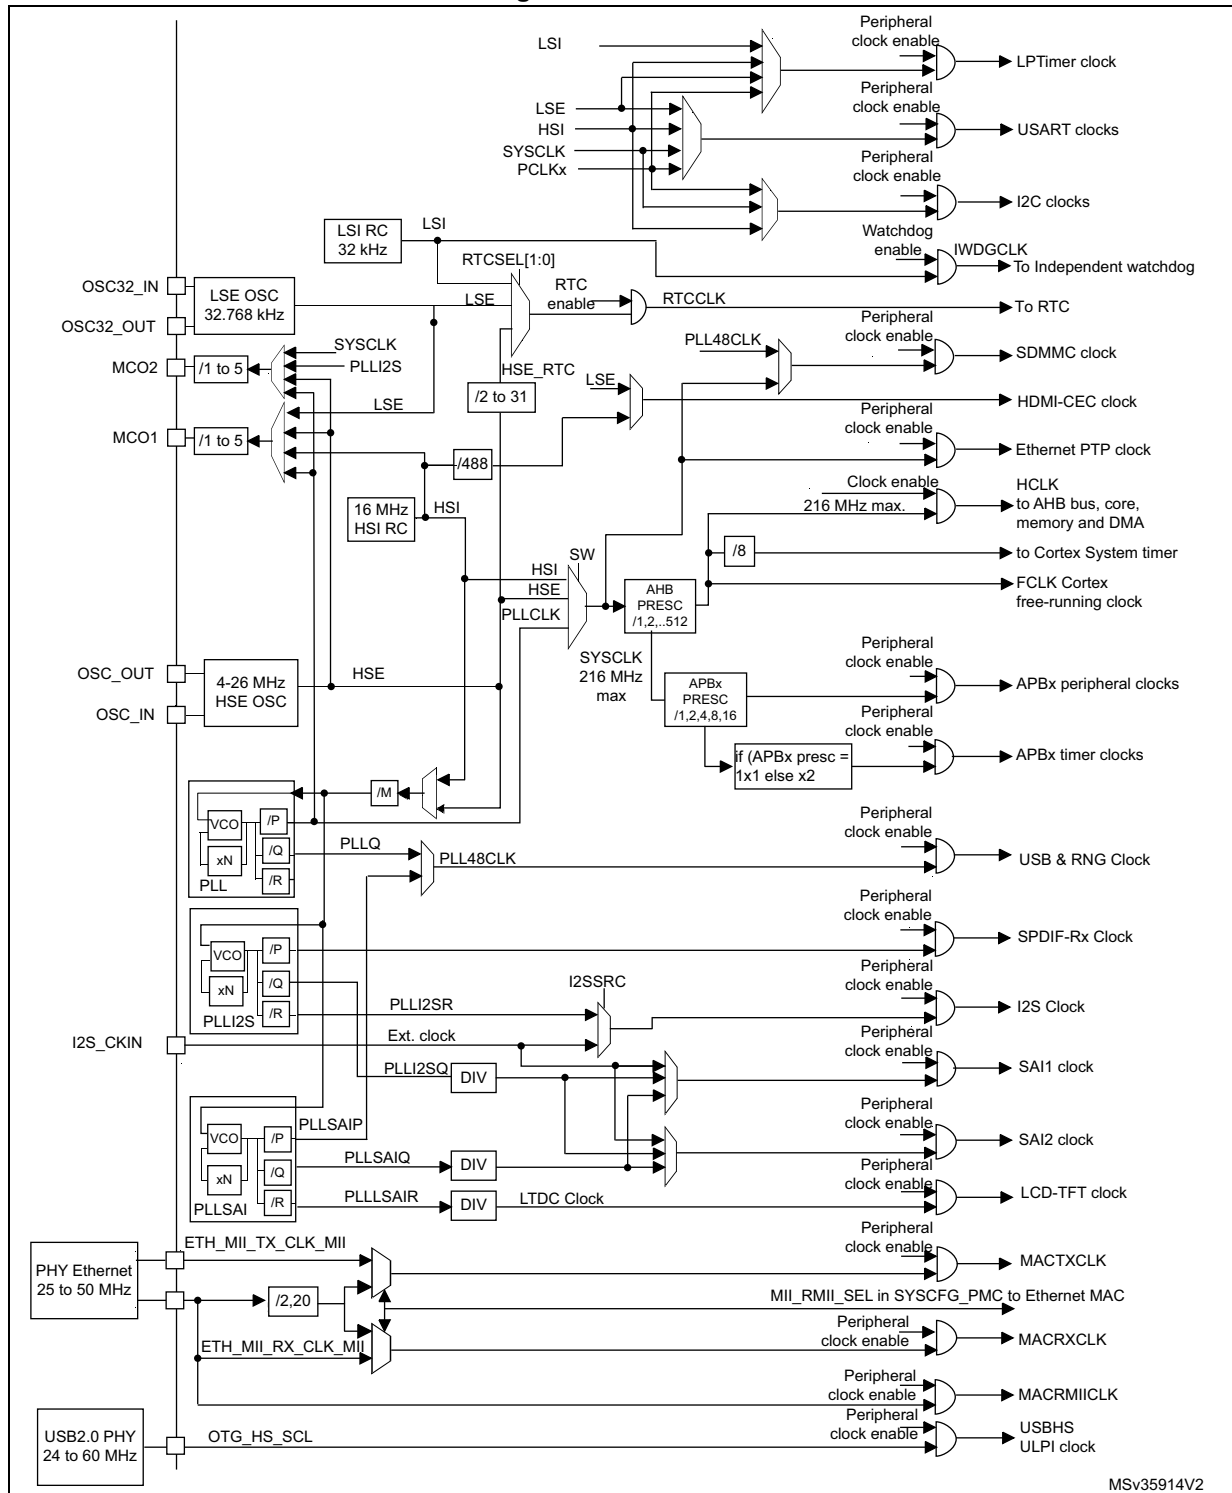 LSI
Peripheral
clock enable
LPTimer clock
LSE
HSI
SYSCLK
PCLKx
Peripheral
clock enable
USART clocks
Peripheral
clock enable
I2C clocks
LSI RC
32 kHz
LSI
Watchdog
enable
IWDGCLK
To Independent watchdog
RTCSEL[1:0]
OSC32_IN
OSC32_OUT
LSE OSC
32.768 kHz
LSE
RTC
enable
RTCCLK
To RTC
MCO2
/1 to 5
SYSCLK
PLLI2S
HSE_RTC
/2 to 31
PLL48CLK
Peripheral
clock enable
SDMMC clock
LSE
HDMI-CEC clock
MCO1
/1 to 5
LSE
/488
Peripheral
clock enable
Ethernet PTP clock
16 MHz
HSI RC
HSI
Clock enable
216 MHz max.
HCLK
to AHB bus, core,
memory and DMA
/8
to Cortex System timer
SW
HSI
HSE
PLLCLK
AHB
PRESC
/1,2,..512
FCLK Cortex
free-running clock
OSC_OUT
OSC_IN
4-26 MHz
HSE OSC
HSE
SYSCLK
216 MHz
max
APBx
PRESC
/1,2,4,8,16
Peripheral
clock enable
APBx peripheral clocks
if (APBx presc =
1x1 else x2
Peripheral
clock enable
APBx timer clocks
/M
VCO
xN
/P
/Q
/R
PLL
PLLQ
PLL48CLK
Peripheral
clock enable
USB & RNG Clock
VCO
xN
/P
/Q
/R
PLLI2S
Peripheral
clock enable
SPDIF-Rx Clock
I2SSRC
PLLI2SR
Peripheral
clock enable
I2S Clock
I2S_CKIN
Ext. clock
PLLI2SQ
DIV
Peripheral
clock enable
SAI1 clock
VCO
xN
/P
/Q
/R
PLLSAI
PLLSAIP
Peripheral
clock enable
SAI2 clock
PLLSAIQ
DIV
PLLLSAIR
DIV
LTDC Clock
Peripheral
clock enable
LCD-TFT clock
PHY Ethernet
25 to 50 MHz
ETH_MII_TX_CLK_MII
Peripheral
clock enable
MACTXCLK
/2,20
MII_RMII_SEL in SYSCFG_PMC to Ethernet MAC
ETH_MII_RX_CLK_MII
Peripheral
clock enable
MACRXCLK
Peripheral
clock enable
MACRMIICLK
USB2.0 PHY
24 to 60 MHz
OTG_HS_SCL
Peripheral
clock enable
USBHS
ULPI clock
MSv35914V2